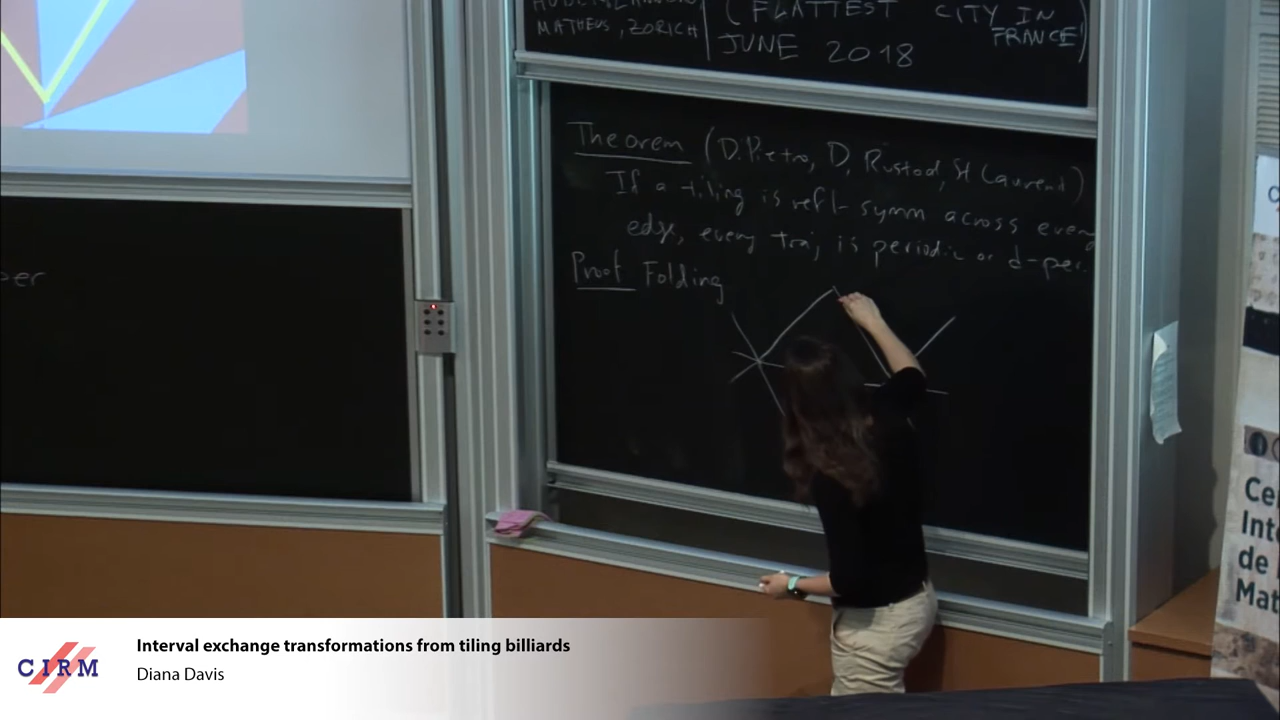 MATHEUS, ZORICH
(FLATTEST CITY IN FRANCE)
JUNE 2018
Theorem (DiPietro, D, Rustad, St Laurent)
If a tiling is refl- symm across every
edge, every traj is periodic or d-per.
Proof Folding
per
Ce
Int
de
Mat
CIRM
Interval exchange transformations from tiling billiards
Diana Davis